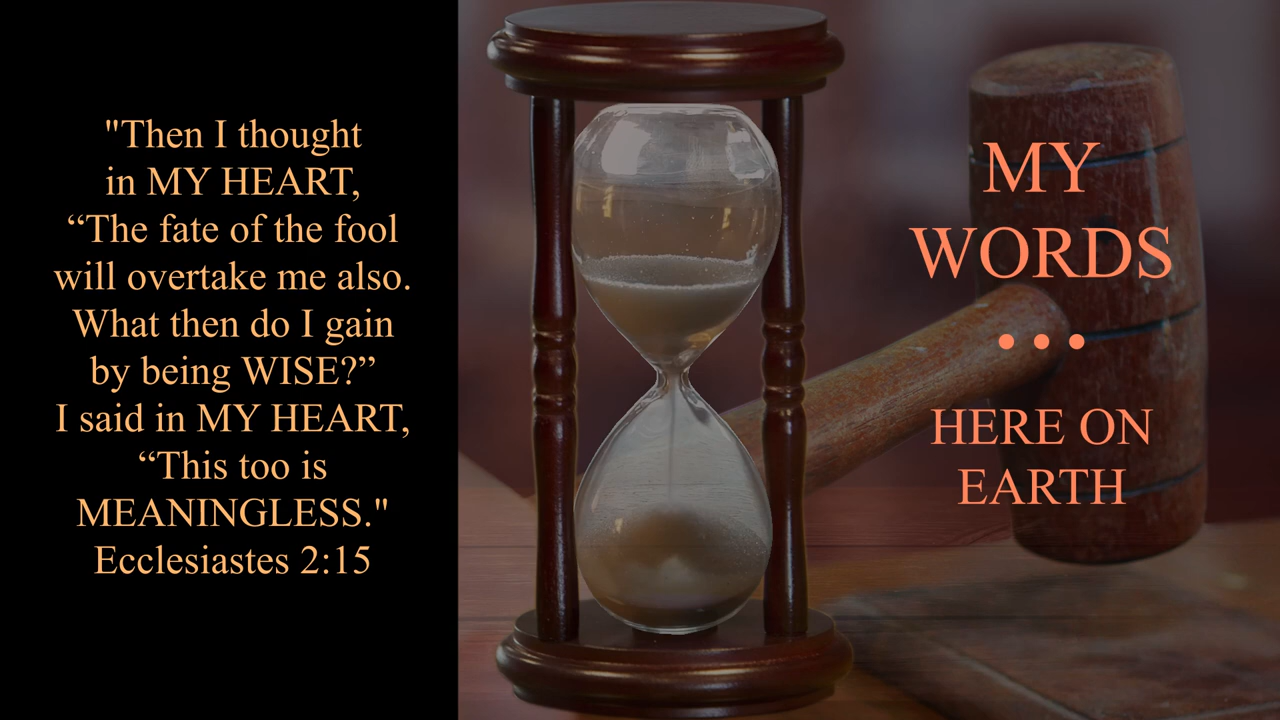 "Then I thought
in MY HEART,
“The fate of the fool
will overtake me also.
What then do I gain
by being WISE?”
I said in MY HEART,
“This too is
MEANINGLESS."
Ecclesiastes 2:15
MY
WORDS
• • •
HERE ON
EARTH